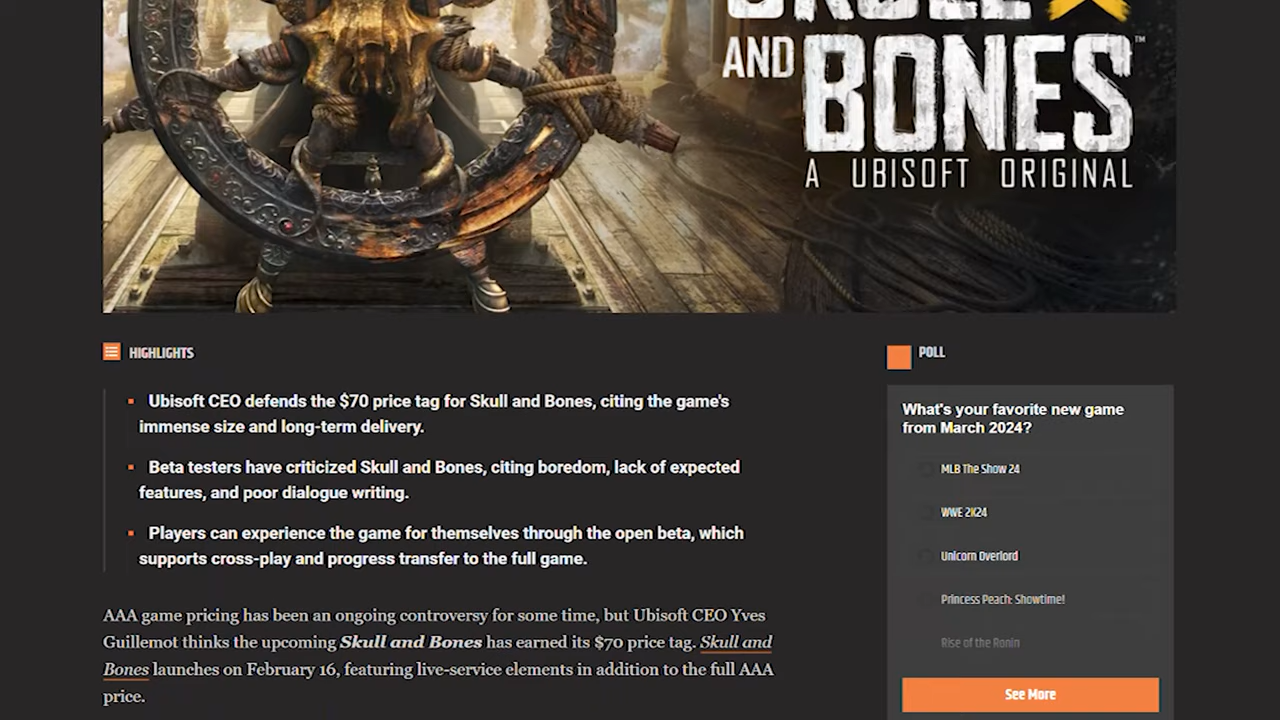 SKULL
AND BONES™
A UBISOFT ORIGINAL
HIGHLIGHTS
Ubisoft CEO defends the $70 price tag for Skull and Bones, citing the game's
immense size and long-term delivery.
Beta testers have criticized Skull and Bones, citing boredom, lack of expected
features, and poor dialogue writing.
Players can experience the game for themselves through the open beta, which
supports cross-play and progress transfer to the full game.
AAA game pricing has been an ongoing controversy for some time, but Ubisoft CEO Yves
Guillemot thinks the upcoming Skull and Bones has earned its $70 price tag. Skull and
Bones launches on February 16, featuring live-service elements in addition to the full AAA
price.
POLL
What's your favorite new game
from March 2024?
MLB The Show 24
WWE 2K24
Unicorn Overlord
Princess Peach: Showtime!
Rise of the Ronin
See More